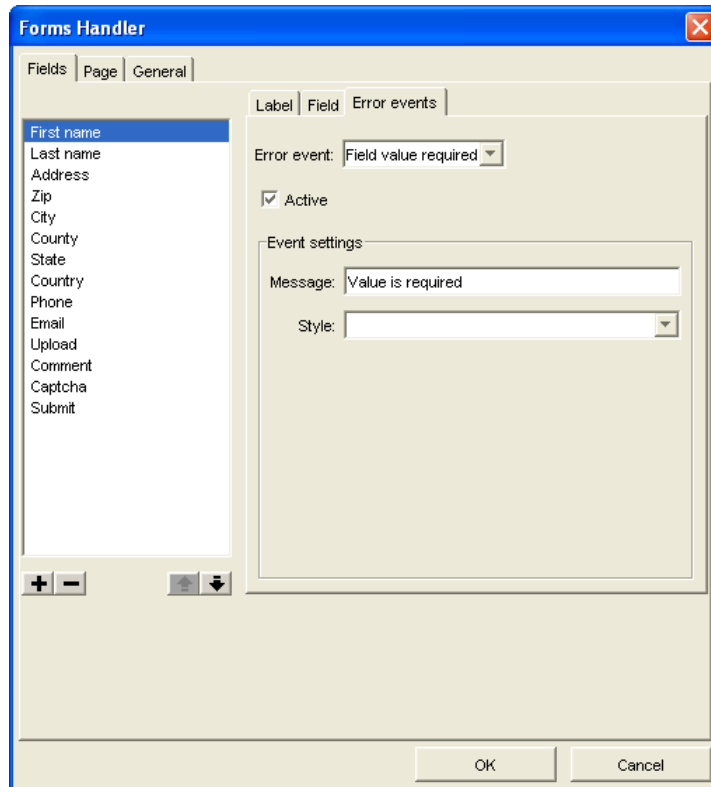 Forms Handler
Fields Page General
Label Field Error events
First name
Last name
Address
Zip
City
County
State
Country
Phone
Email
Upload
Comment
Captcha
Submit
Error event: Field value required
Active
Event settings
Message: Value is required
Style:
OK Cancel